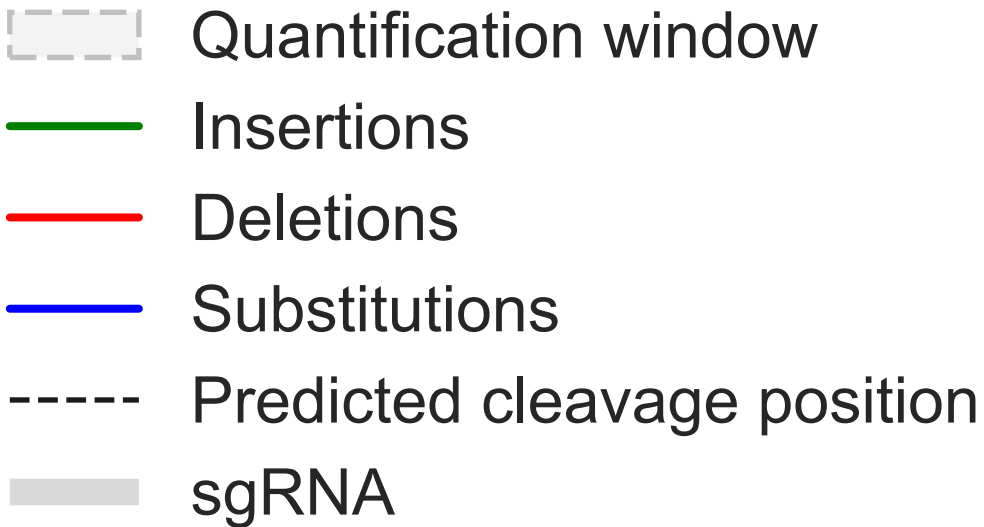 Quantification window
Insertions
Deletions
Substitutions
Predicted cleavage position
sgRNA